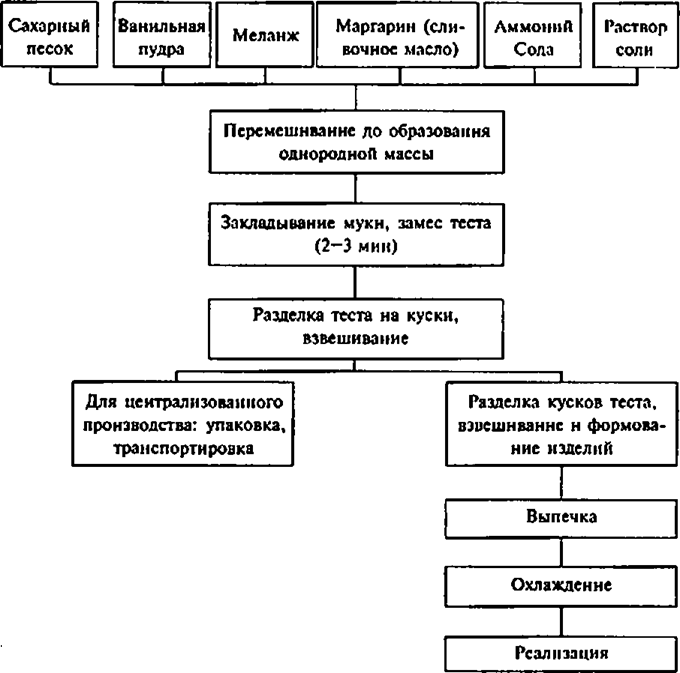 Сахарный
песок
Ванильная
пудра
Меланж
Маргарин (сли-
вочное масло)
Аммоний
Сода
Раствор
соли
Перемешивание до образования
однородной массы
Закладывание муки, замес теста
(2—3 мин)
Разделка теста на куски,
взвешивание
Для централизованного
производства: упаковка,
транспортировка
Разделка кусков теста,
взвешивание и формова-
ние изделий
Выпечка
Охлаждение
Реализация